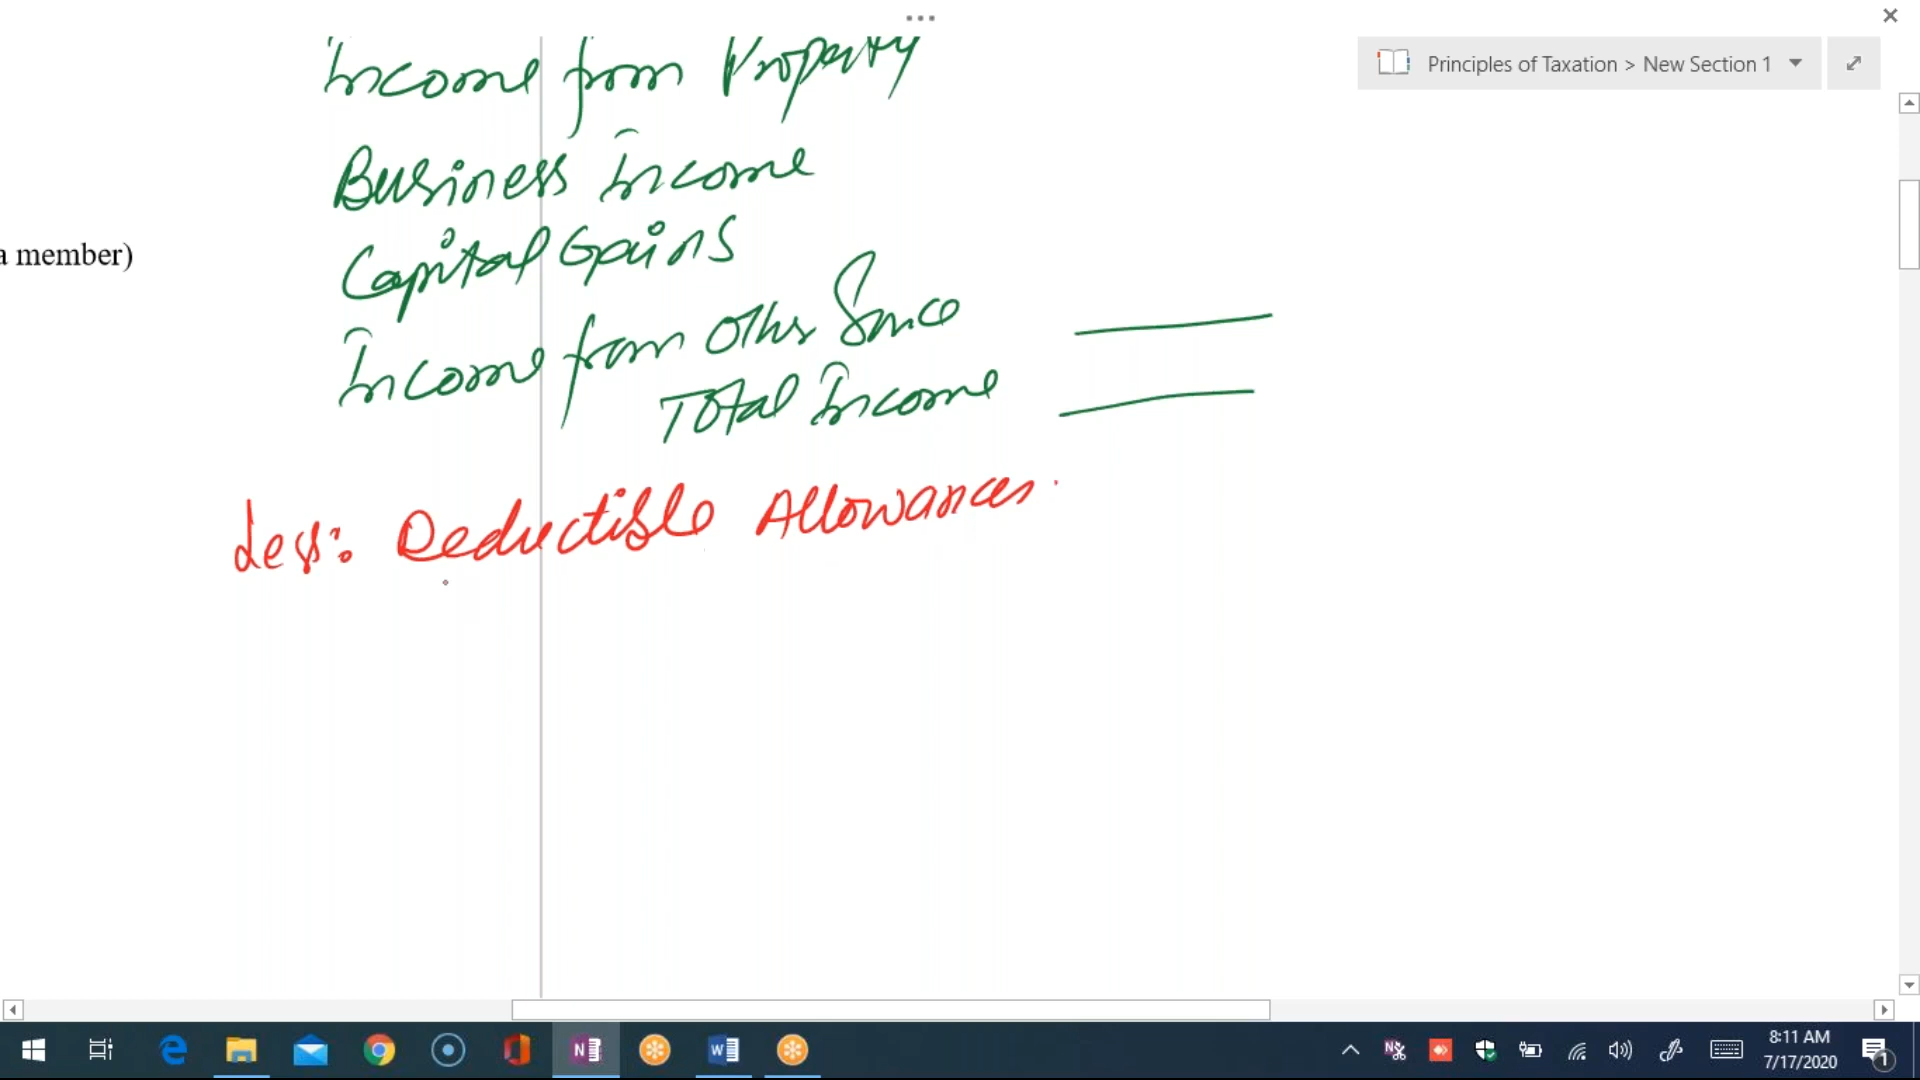 Income from Property
Principles of Taxation > New Section 1
Business Income
Capital Gains
a member)
Income from Other Source
Total Income
Less: Deductible Allowances
8:11 AM
7/17/2020
1